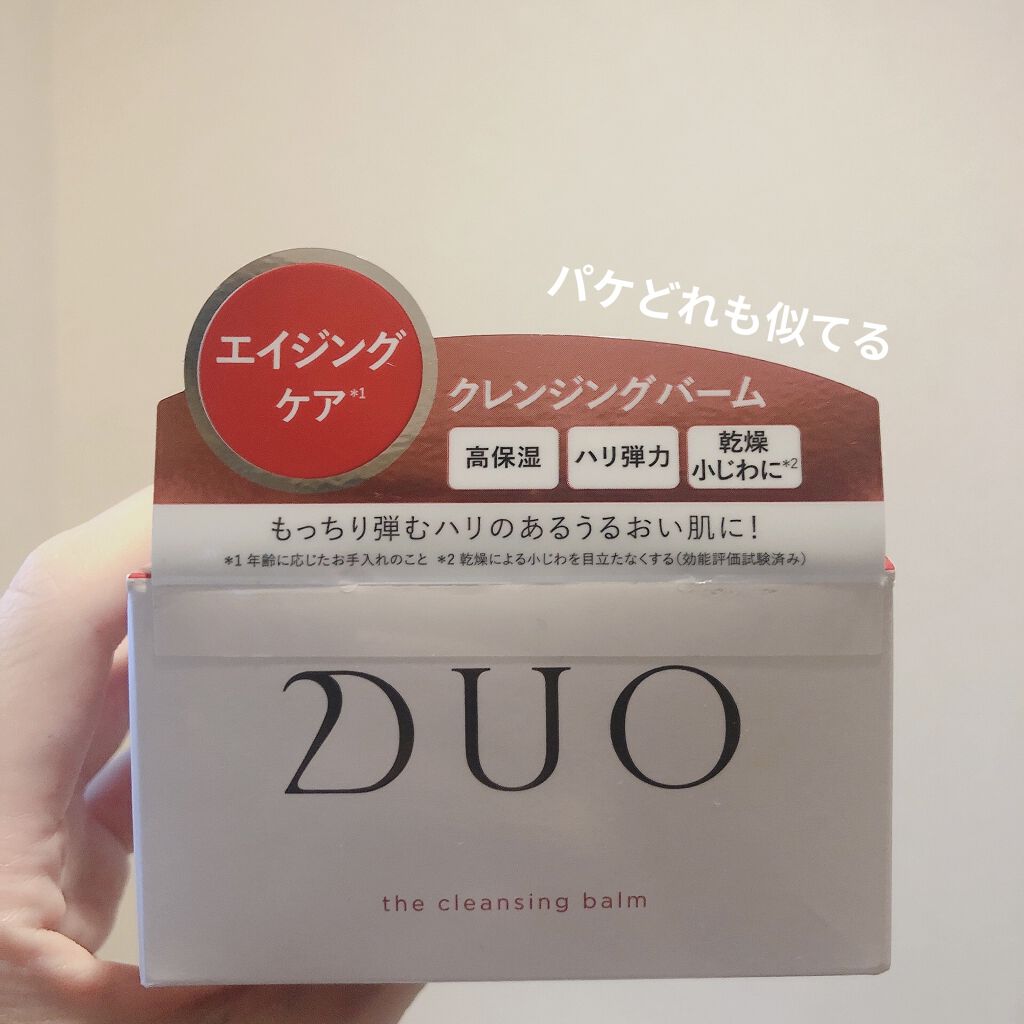 パケどれも似てる
エイジング
ケア*1
クレンジングバーム
高保湿
ハリ弾力
乾燥
小じわに*2
もっちり弾むハリのあるうるおい肌に!
*1 年齢に応じたお手入れのこと *2 乾燥による小じわを目立たなくする(効能評価試験済み)
DUO
the cleansing balm